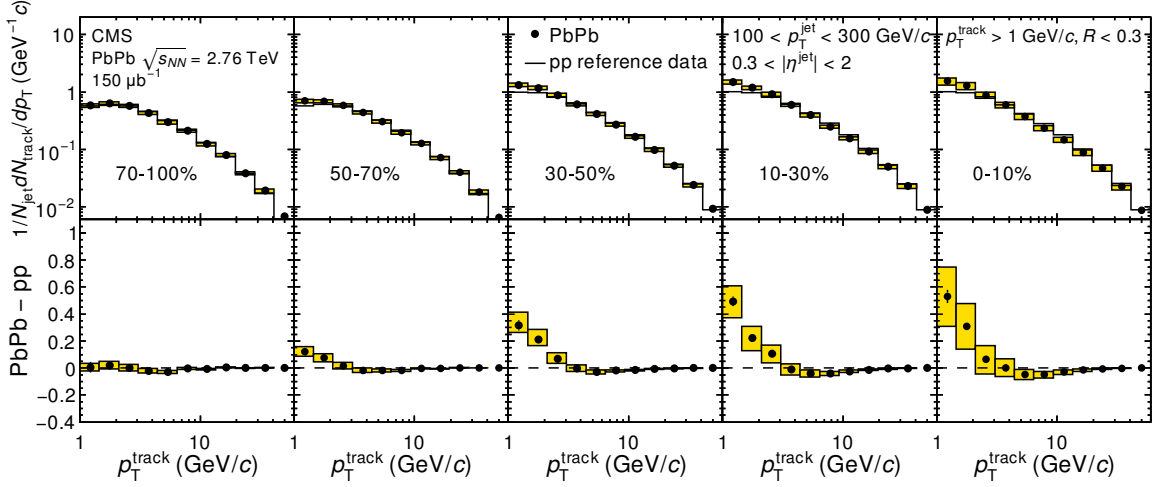 1/N_jet dN_track/dp_T (GeV⁻¹ c)
10
1
10⁻¹
10⁻²
CMS
PbPb √s_NN = 2.76 TeV
150 μb⁻¹
70-100%
50-70%
PbPb
pp reference data
30-50%
100 < p_T^jet < 300 GeV/c
0.3 < |η^jet| < 2
10-30%
p_T^track > 1 GeV/c, R < 0.3
0-10%
PbPb − pp
1
0.8
0.6
0.4
0.2
0
−0.2
−0.4
1 10
1 10
1 10
1 10
1 10
p_T^track (GeV/c)
p_T^track (GeV/c)
p_T^track (GeV/c)
p_T^track (GeV/c)
p_T^track (GeV/c)